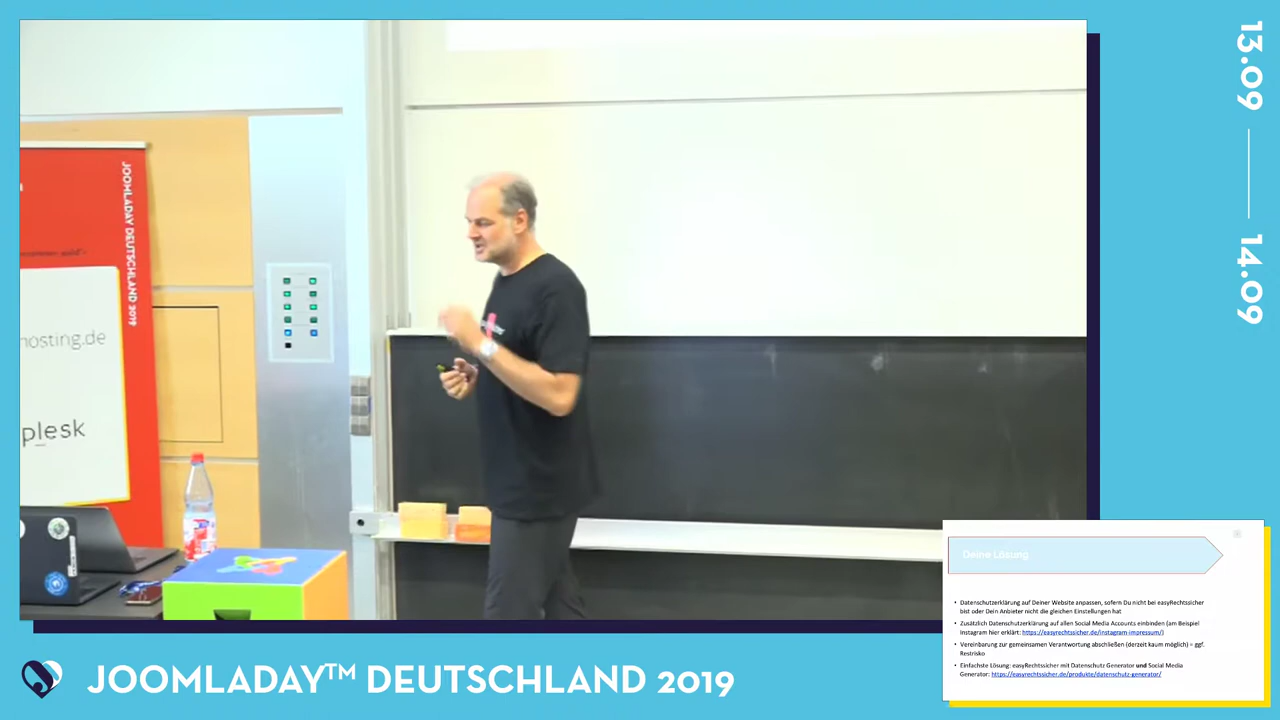 13.09
14.09
JOOMLADAY DEUTSCHLAND 2019
hosting.de
plesk
Deine Lösung
• Datenschutzerklärung auf Deiner Website anpassen, sofern Du nicht bei easyRechtssicher
bist oder Dein Anbieter nicht die gleichen Einstellungen hat
• Zusätzlich Datenschutzerklärung auf allen Social Media Accounts einbinden (am Beispiel
Instagram hier erklärt: https://easyrechtssicher.de/instagram-impressum/)
• Vereinbarung zur gemeinsamen Verantwortung abschließen (derzeit kaum möglich) = ggf.
Restrisiko
• Einfachste Lösung: easyRechtssicher mit Datenschutz Generator und Social Media
Generator: https://easyrechtssicher.de/produkte/datenschutz-generator/
JOOMLADAY™ DEUTSCHLAND 2019